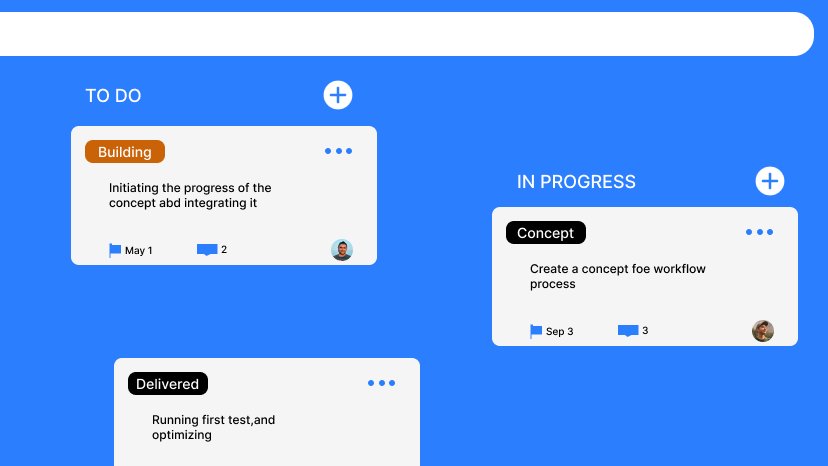 TO DO
Building
Initiating the progress of the
concept abd integrating it
May 1
2
IN PROGRESS
Concept
Create a concept foe workflow
process
Sep 3
3
Delivered
Running first test,and
optimizing